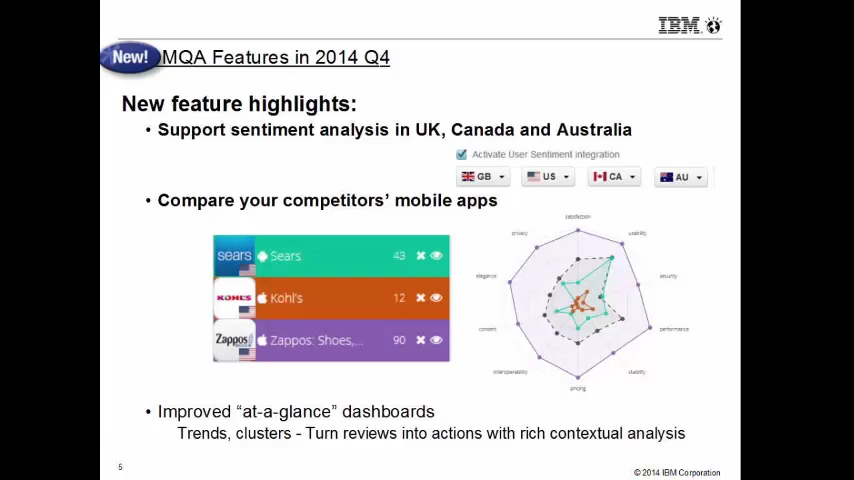 IBM
New! MQA Features in 2014 Q4
New feature highlights:
• Support sentiment analysis in UK, Canada and Australia
Activate User Sentiment integration
GB US CA AU
• Compare your competitors' mobile apps
sears Sears 43
KOHL'S Kohl's 12
Zappos Zappos: Shoes,... 90
satisfaction
privacy usability
elegance security
content performance
interoperability stability
pricing
• Improved “at-a-glance” dashboards
Trends, clusters - Turn reviews into actions with rich contextual analysis
5
© 2014 IBM Corporation